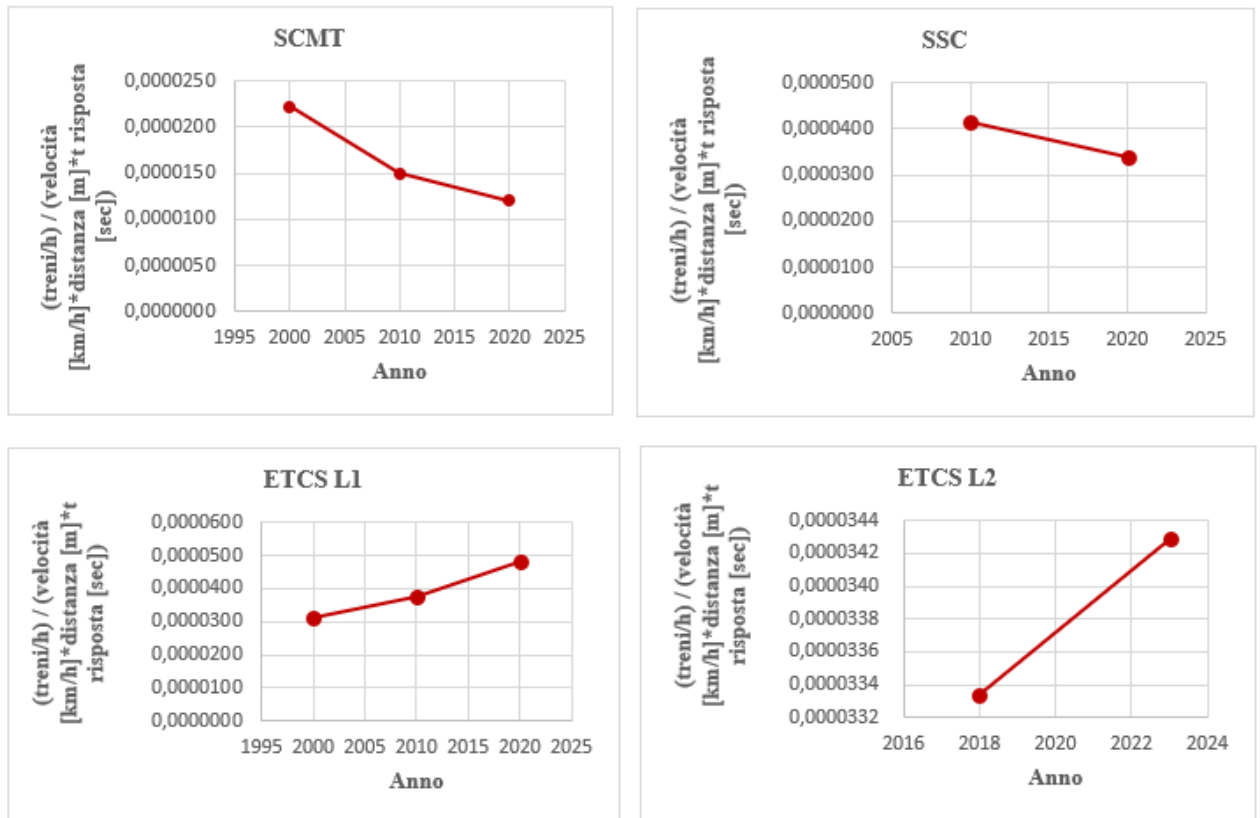 SCMT
(treni/h) / (velocità
[km/h]*distanza [m]*t risposta
[sec])
0,0000250
0,0000200
0,0000150
0,0000100
0,0000050
0,0000000
1995 2000 2005 2010 2015 2020 2025
Anno
SSC
(treni/h) / (velocità
[km/h]*distanza [m]*t risposta
[sec])
0,0000500
0,0000400
0,0000300
0,0000200
0,0000100
0,0000000
2005 2010 2015 2020 2025
Anno
ETCS L1
(treni/h) / (velocità
[km/h]*distanza [m]*t
risposta [sec])
0,0000600
0,0000500
0,0000400
0,0000300
0,0000200
0,0000100
0,0000000
1995 2000 2005 2010 2015 2020 2025
Anno
ETCS L2
(treni/h) / (velocità
[km/h]*distanza [m]*t
risposta [sec])
0,0000344
0,0000342
0,0000340
0,0000338
0,0000336
0,0000334
0,0000332
2016 2018 2020 2022 2024
Anno